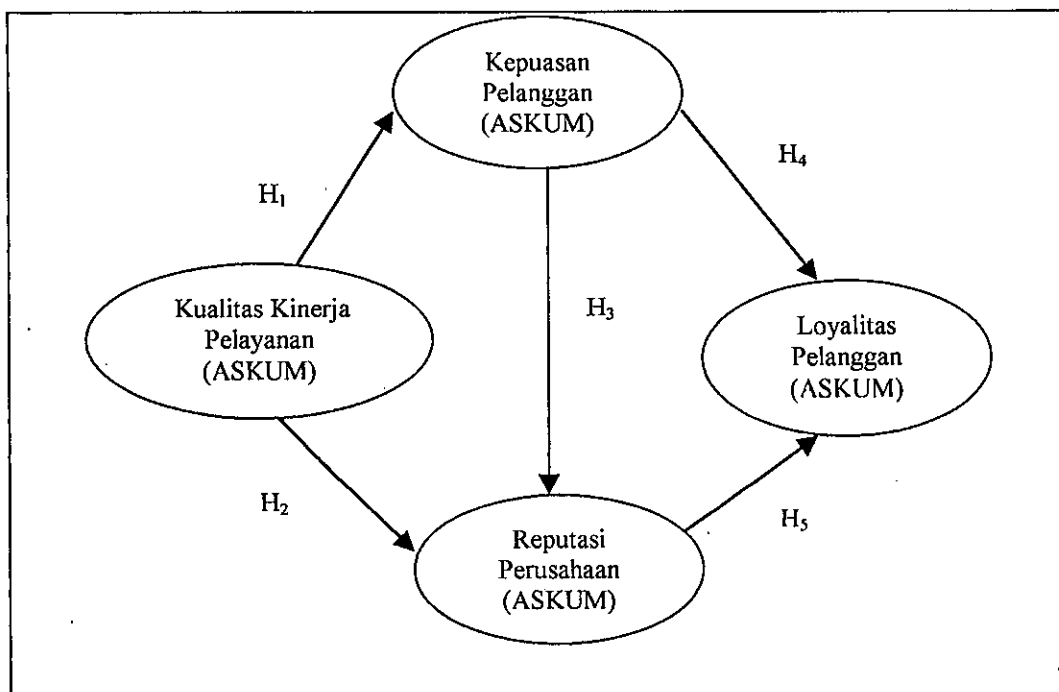 Kepuasan
Pelanggan
(ASKUM)
H₄
H₁
Kualitas Kinerja
Pelayanan
(ASKUM)
H₃
Loyalitas
Pelanggan
(ASKUM)
H₂
H₅
Reputasi
Perusahaan
(ASKUM)